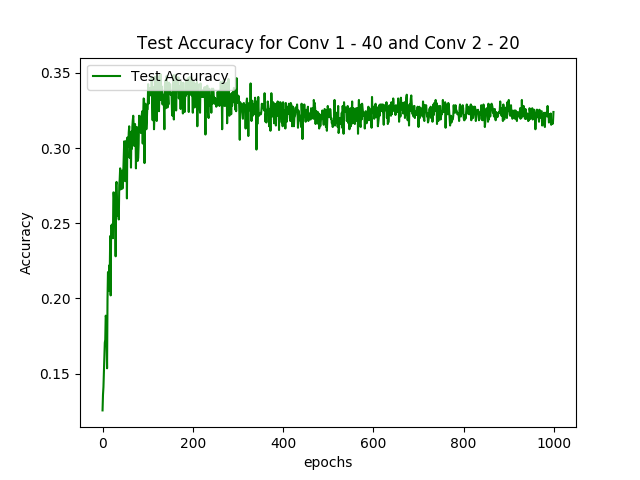 Test Accuracy for Conv 1 - 40 and Conv 2 - 20
Test Accuracy
0.35
0.30
0.25
0.20
0.15
Accuracy
0 200 400 600 800 1000
epochs